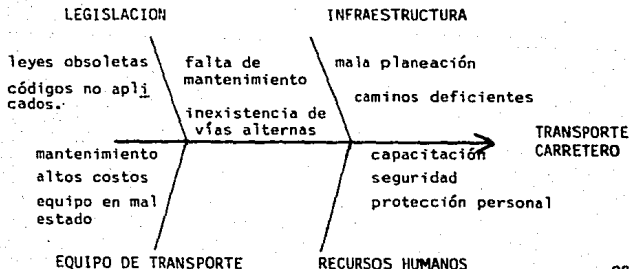 LEGISLACION
INFRAESTRUCTURA
leyes obsoletas
códigos no apli
cados.
falta de
mantenimiento
inexistencia de
vías alternas
mala planeación
caminos deficientes
TRANSPORTE
CARRETERO
mantenimiento
altos costos
equipo en mal
estado
capacitación
seguridad
protección personal
EQUIPO DE TRANSPORTE
RECURSOS HUMANOS